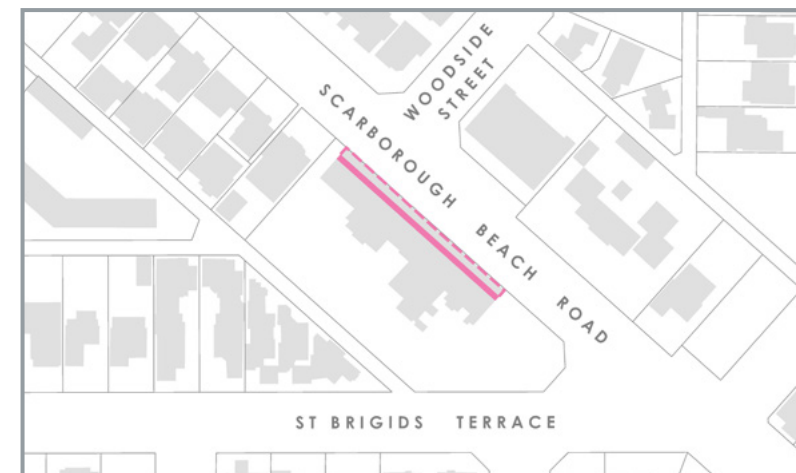 WOODSIDE
STREET
SCARBOROUGH BEACH ROAD
ST BRIGIDS TERRACE